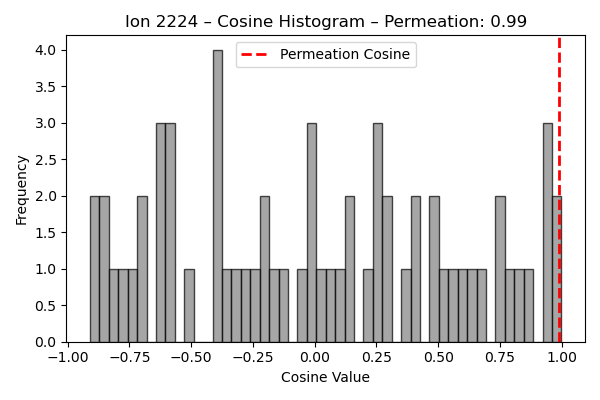 Ion 2224 – Cosine Histogram – Permeation: 0.99
Permeation Cosine
Frequency
4.0
3.5
3.0
2.5
2.0
1.5
1.0
0.5
0.0
−1.00 −0.75 −0.50 −0.25 0.00 0.25 0.50 0.75 1.00
Cosine Value